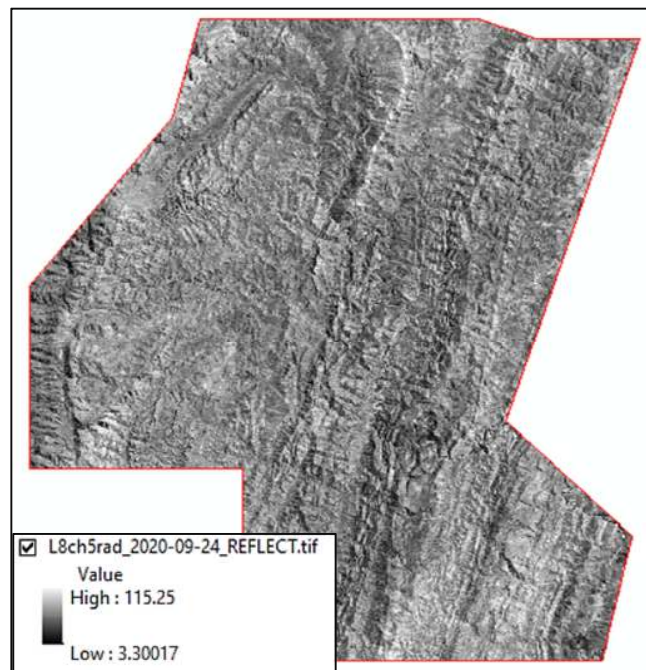 L8ch5rad_2020-09-24_REFLECT.tif
Value
High : 115.25
Low : 3.30017